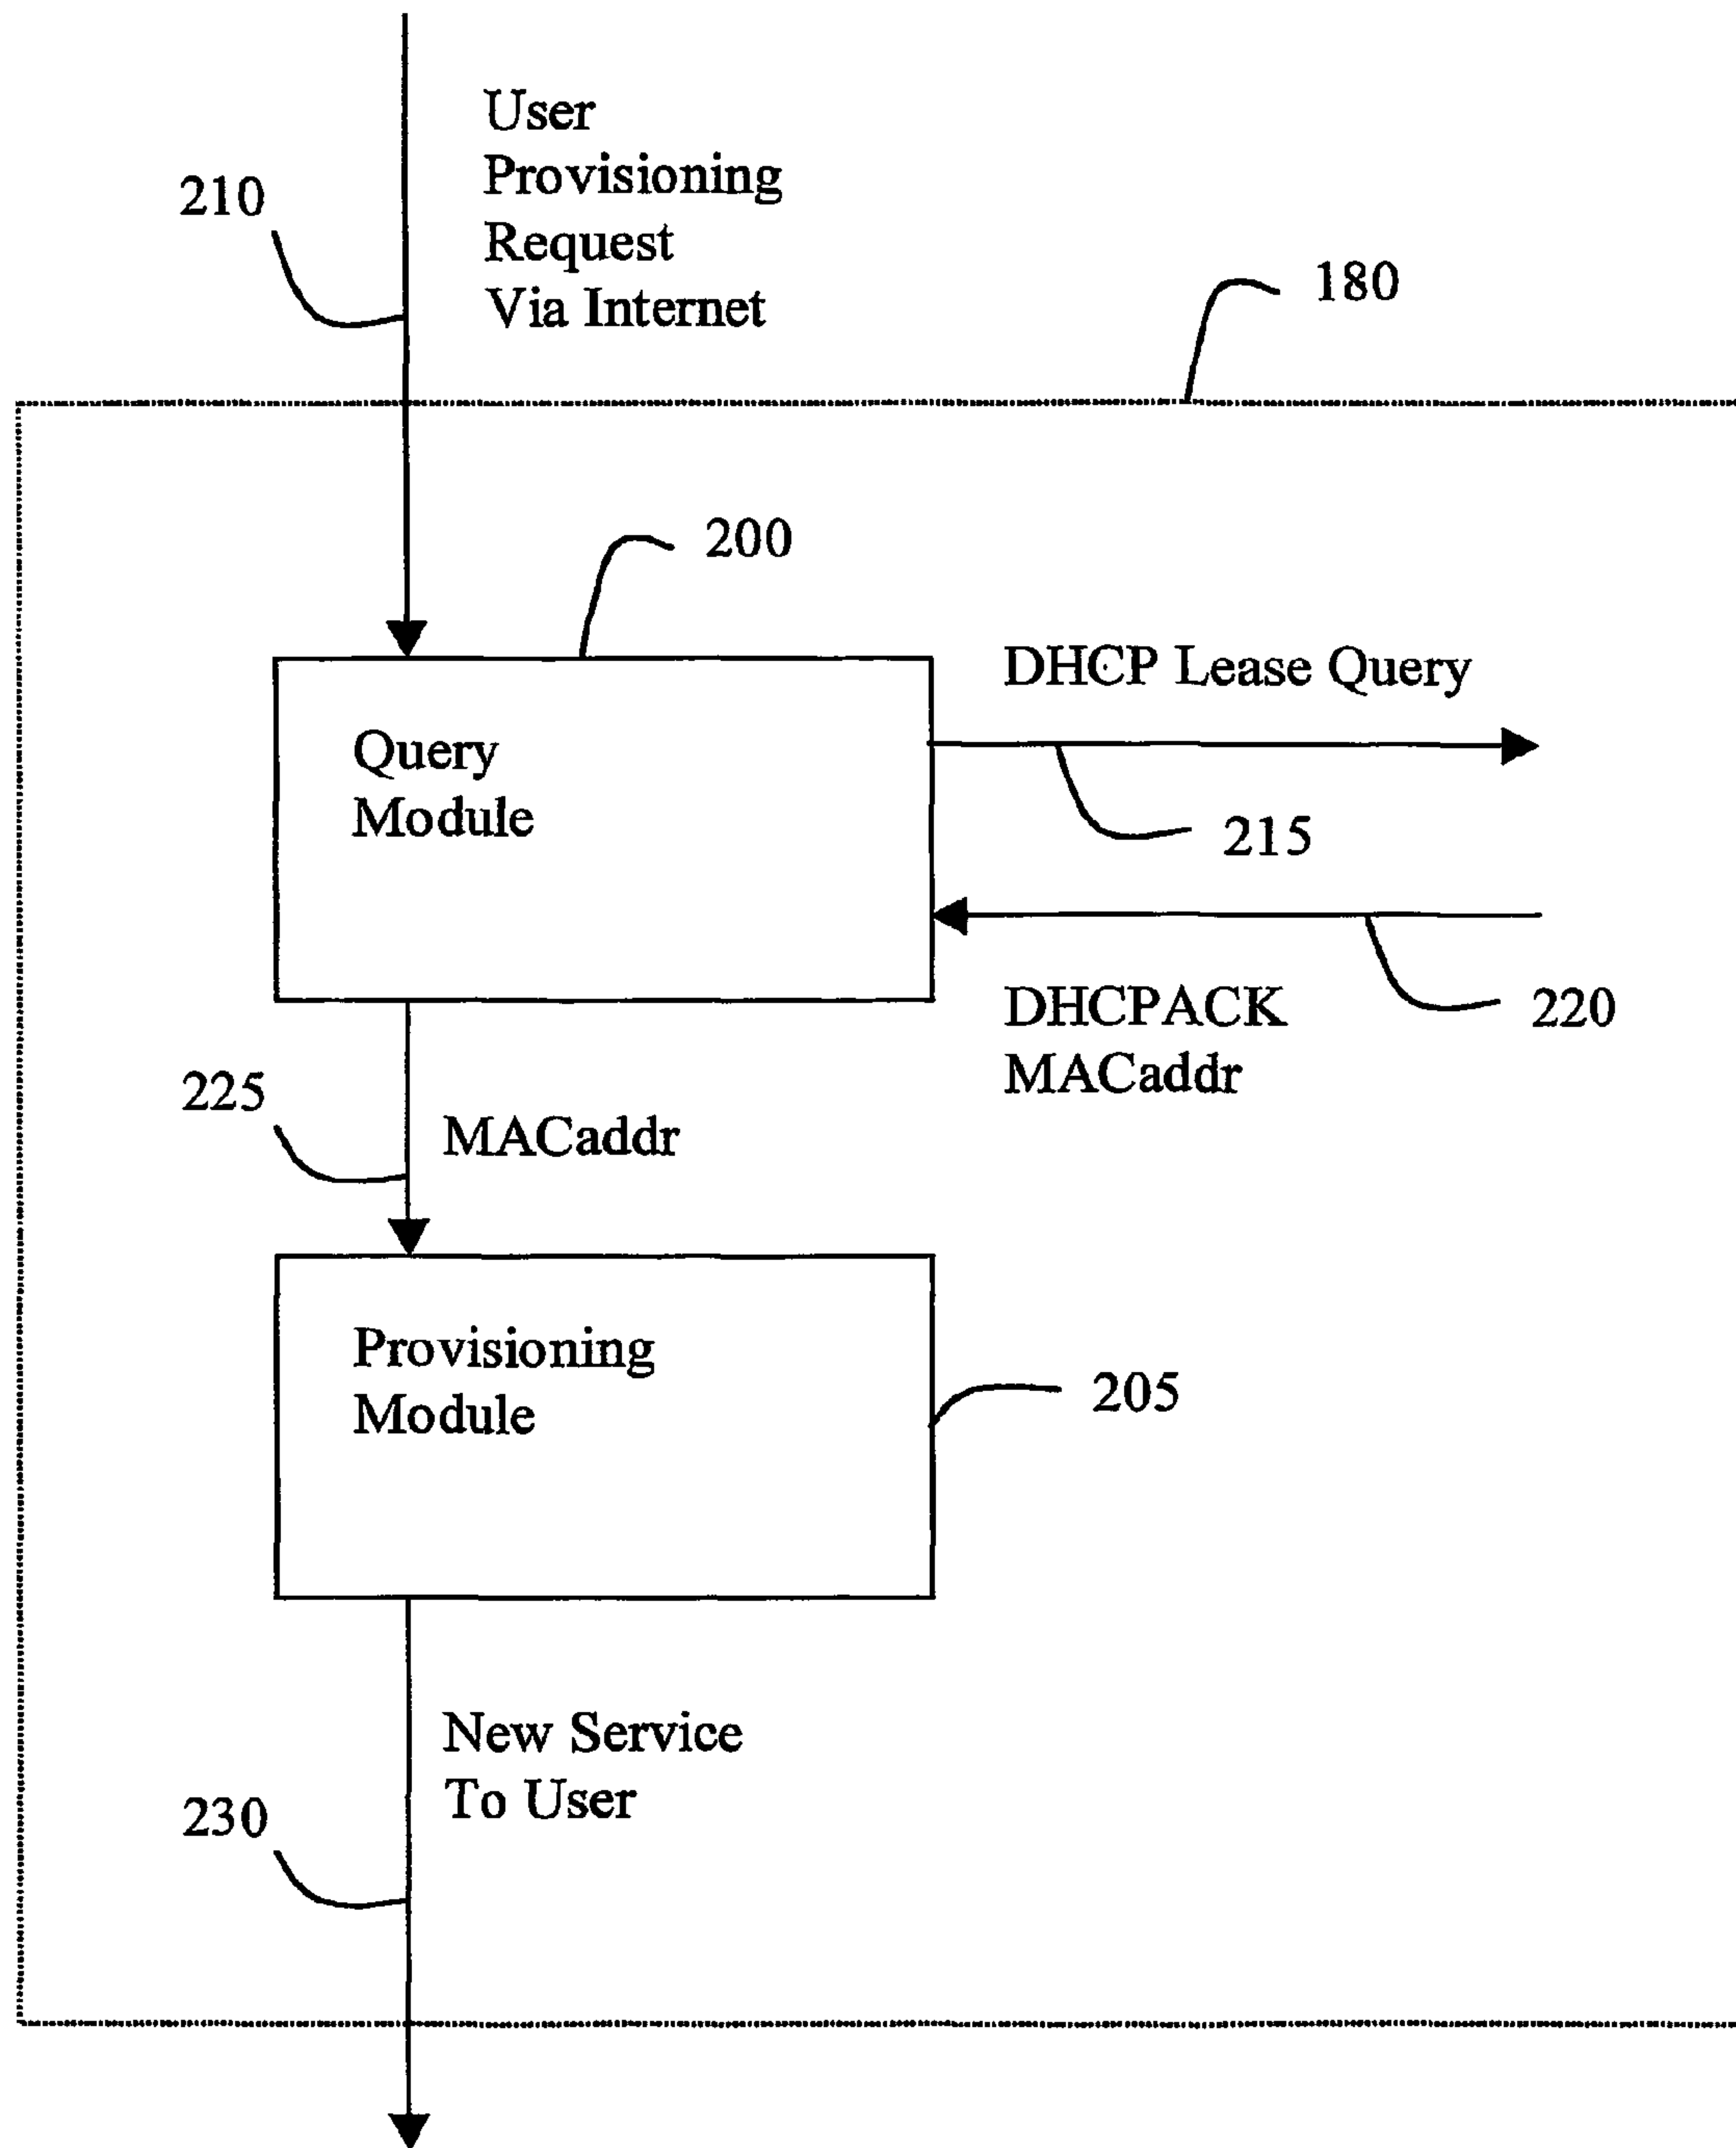 User
Provisioning
Request
Via Internet
210
180
200
DHCP Lease Query
Query
Module
215
220
DHCPACK
MACaddr
225
MACaddr
Provisioning
Module
205
New Service
To User
230